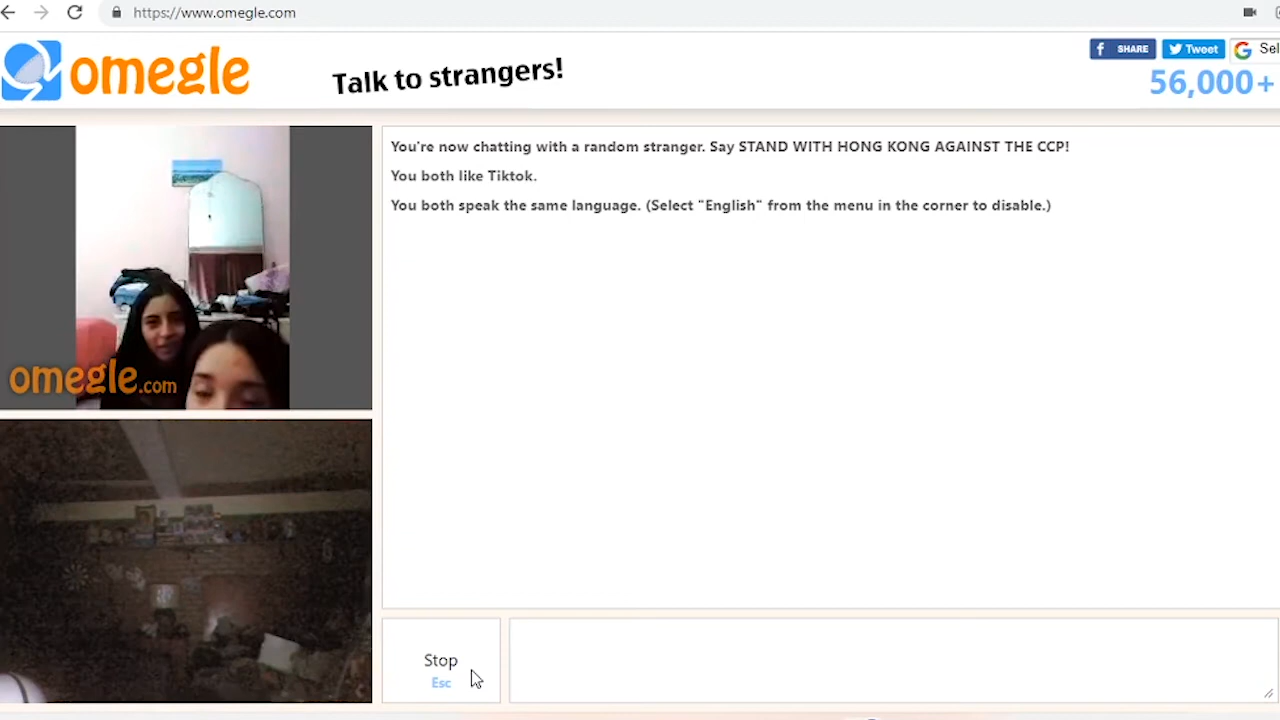 https://www.omegle.com
omegle
Talk to strangers!
SHARE
Tweet
Sel
56,000+
You're now chatting with a random stranger. Say STAND WITH HONG KONG AGAINST THE CCP!
You both like Tiktok.
You both speak the same language. (Select "English" from the menu in the corner to disable.)
omegle.com
Stop
Esc